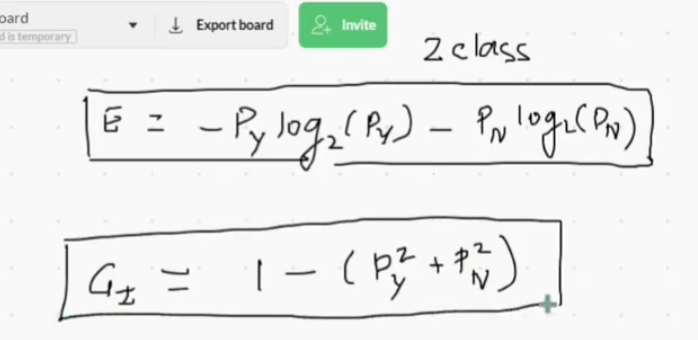 oard
Export board
Invite
d is temporary
2 class
E = - P_Y log_2 (P_Y) - P_N log_2 (P_N)
G_I = 1 - (P_Y^2 + P_N^2)